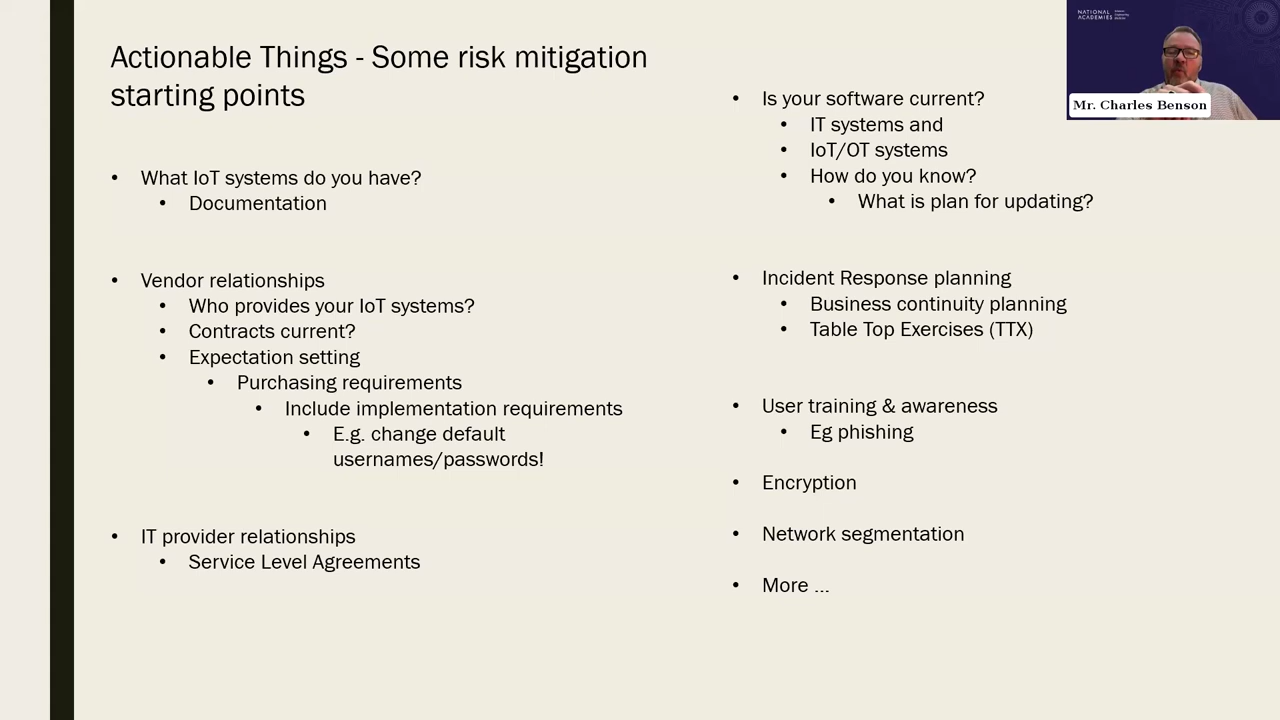 Actionable Things - Some risk mitigation
starting points
• What IoT systems do you have?
• Documentation
• Vendor relationships
• Who provides your IoT systems?
• Contracts current?
• Expectation setting
• Purchasing requirements
• Include implementation requirements
• E.g. change default
usernames/passwords!
• IT provider relationships
• Service Level Agreements
• Is your software current?
• IT systems and
• IoT/OT systems
• How do you know?
• What is plan for updating?
• Incident Response planning
• Business continuity planning
• Table Top Exercises (TTX)
• User training & awareness
• Eg phishing
• Encryption
• Network segmentation
• More ...
NATIONAL
ACADEMIES
Mr. Charles Benson